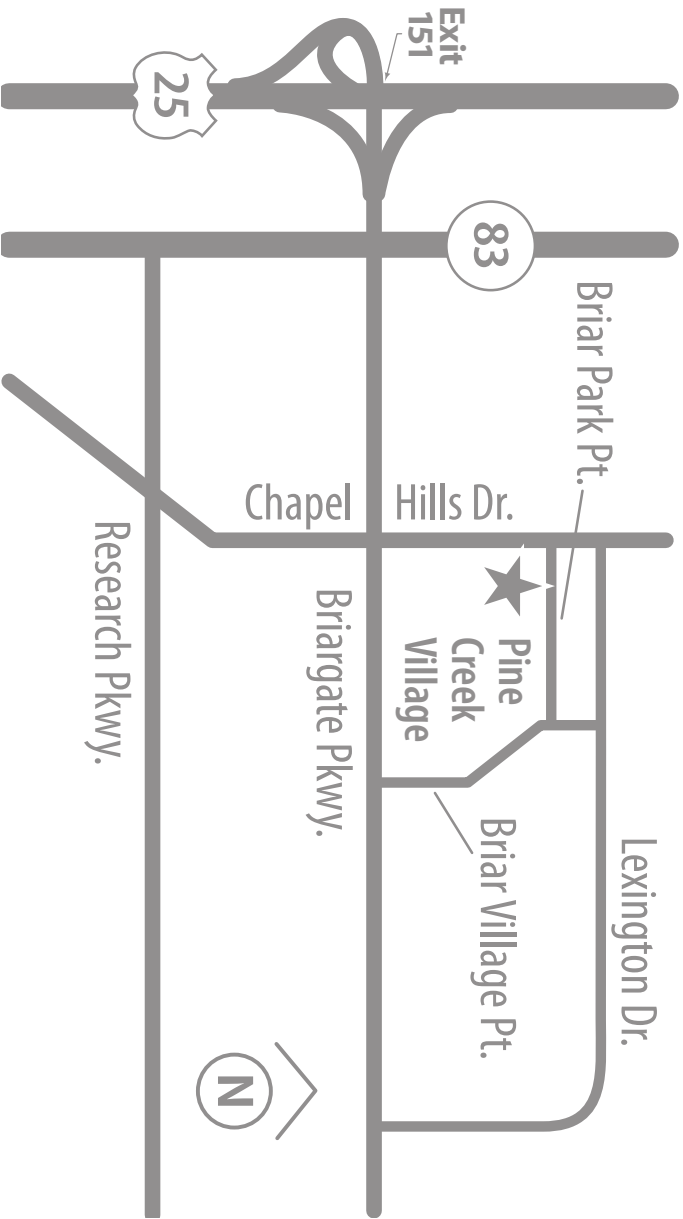 Exit
151
25
83
Briar Park Pt.
Chapel Hills Dr.
Pine
Creek
Village
Research Pkwy.
Briargate Pkwy.
Briar Village Pt.
Lexington Dr.
N